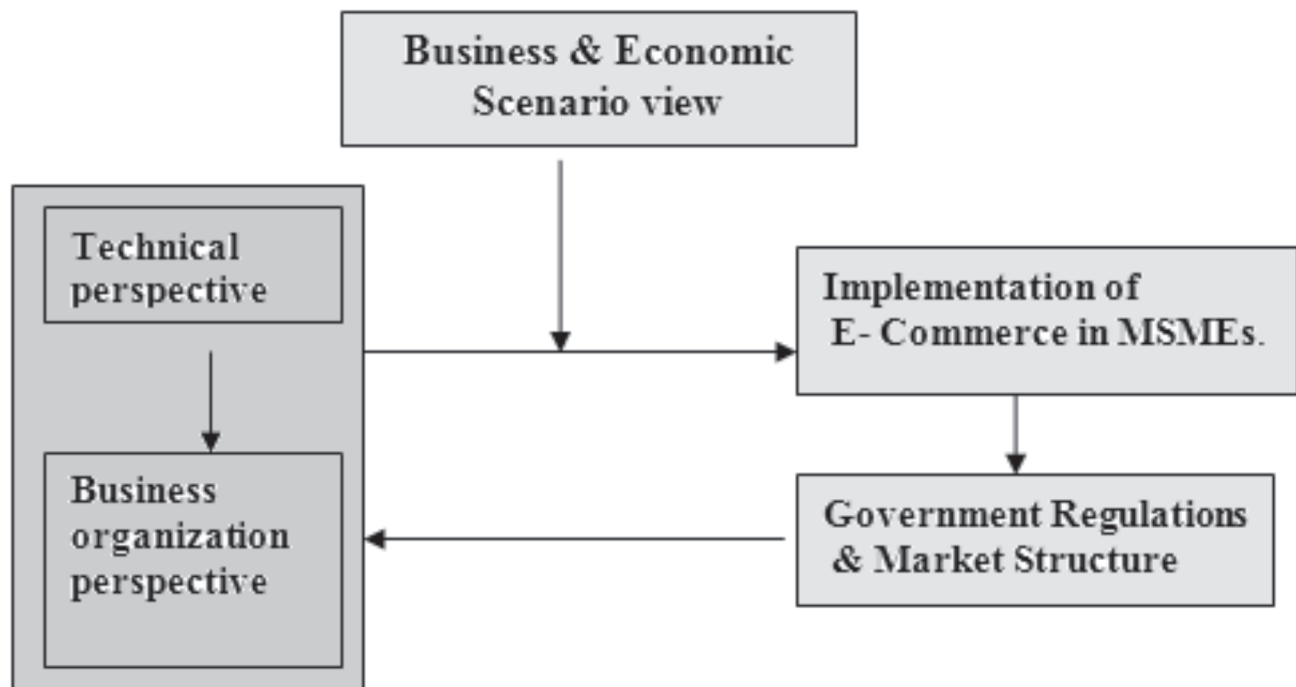 Business & Economic
Scenario view
Technical
perspective
Implementation of
E- Commerce in MSMEs.
Business
organization
perspective
Government Regulations
& Market Structure